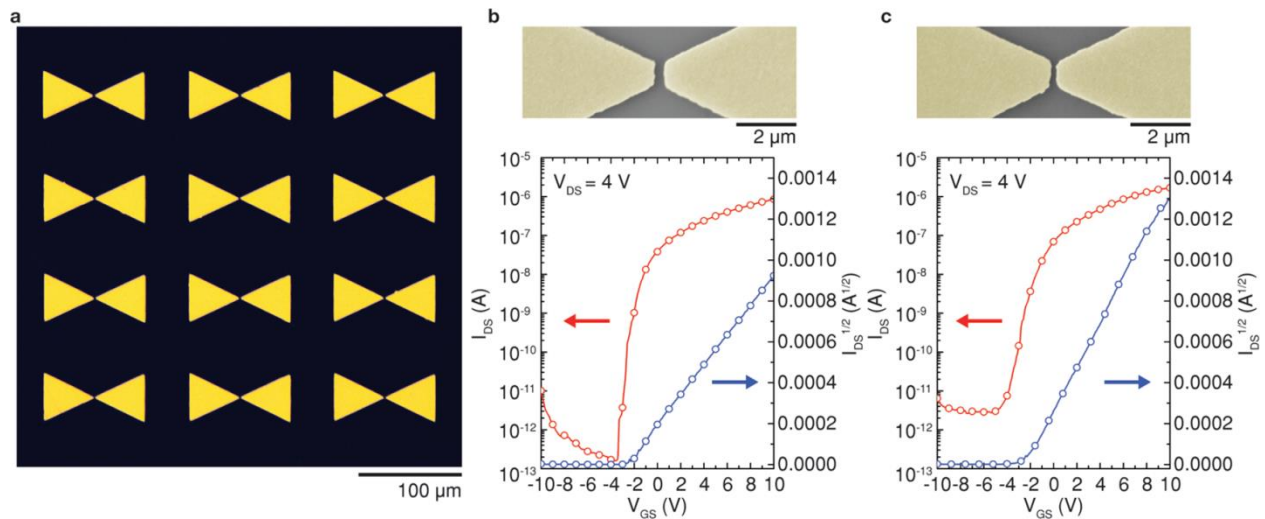 a
100 µm
b
2 µm
V_DS = 4 V
10^-5
10^-6
10^-7
10^-8
10^-9
10^-10
10^-11
10^-12
10^-13
I_DS (A)
0.0014
0.0012
0.0010
0.0008
0.0006
0.0004
0.0002
0.0000
I_DS^1/2 (A^1/2)
-10 -8 -6 -4 -2 0 2 4 6 8 10
V_GS (V)
c
2 µm
V_DS = 4 V
10^-5
10^-6
10^-7
10^-8
10^-9
10^-10
10^-11
10^-12
10^-13
I_DS (A)
0.0014
0.0012
0.0010
0.0008
0.0006
0.0004
0.0002
0.0000
I_DS^1/2 (A^1/2)
-10 -8 -6 -4 -2 0 2 4 6 8 10
V_GS (V)